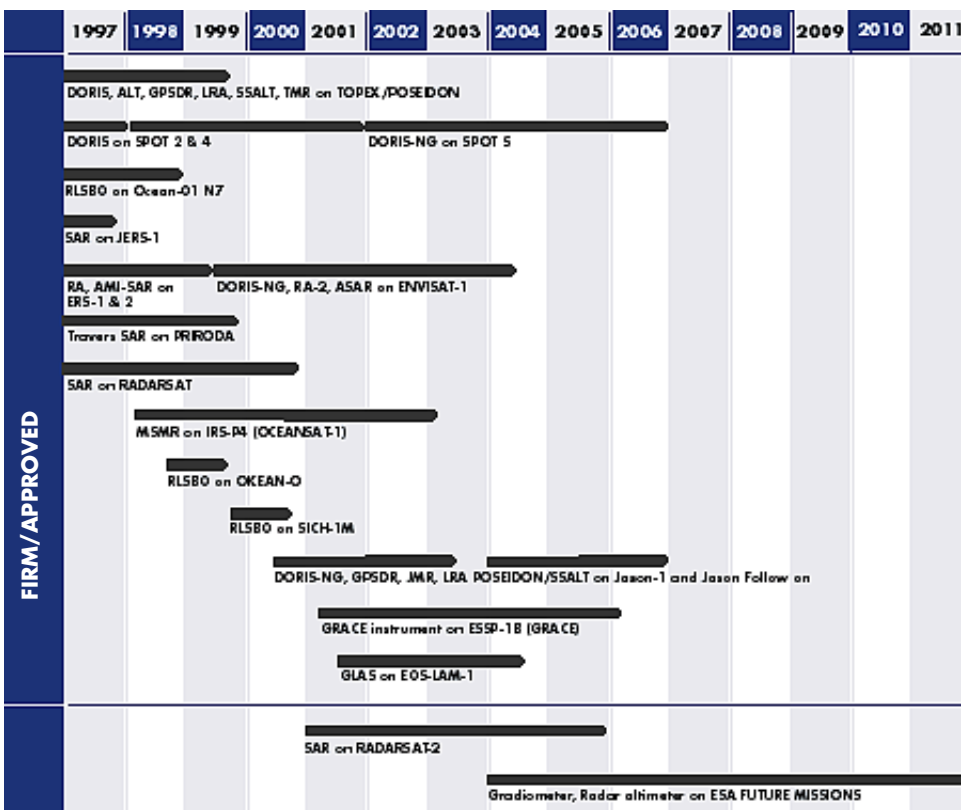 1997 1998 1999 2000 2001 2002 2003 2004 2005 2006 2007 2008 2009 2010 2011
DORIS, ALT, GPSDR, LRA, SSALT, TMR on TOPEX/POSEIDON
DORIS on SPOT 2 & 4
DORIS-NG on SPOT 5
RLSBO on Ocean-01 N7
SAR on JERS-1
RA, AMI-SAR on
ERS-1 & 2
DORIS-NG, RA-2, ASAR on ENVISAT-1
Travers SAR on PRIRODA
SAR on RADARSAT
MSMR on IRS-P4 (OCEANSAT-1)
RLSBO on OKEAN-O
RLSBO on SICH-1M
DORIS-NG, GPSDR, JMR, LRA POSEIDON/SSALT on Jason-1 and Jason Follow on
GRACE instrument on ESSP-1B (GRACE)
GLAS on EOS-LAM-1
FIRM/APPROVED
SAR on RADARSAT-2
Gradiometer, Radar altimeter on ESA FUTURE MISSIONS